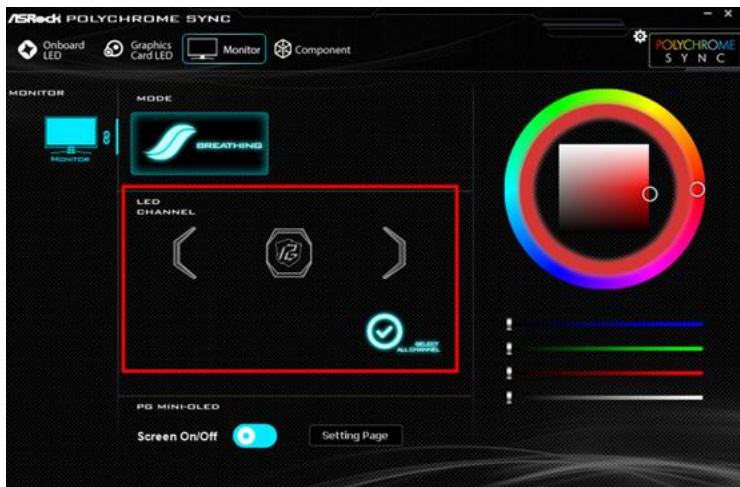 ASRock POLYCHROME SYNC
Onboard LED
Graphics Card LED
Monitor
Component
POLYCHROME
SYNC
MONITOR
MONITOR
MODE
BREATHING
LED
CHANNEL
SELECT
ALL CHANNEL
PG MINI-OLED
Screen On/Off
Setting Page